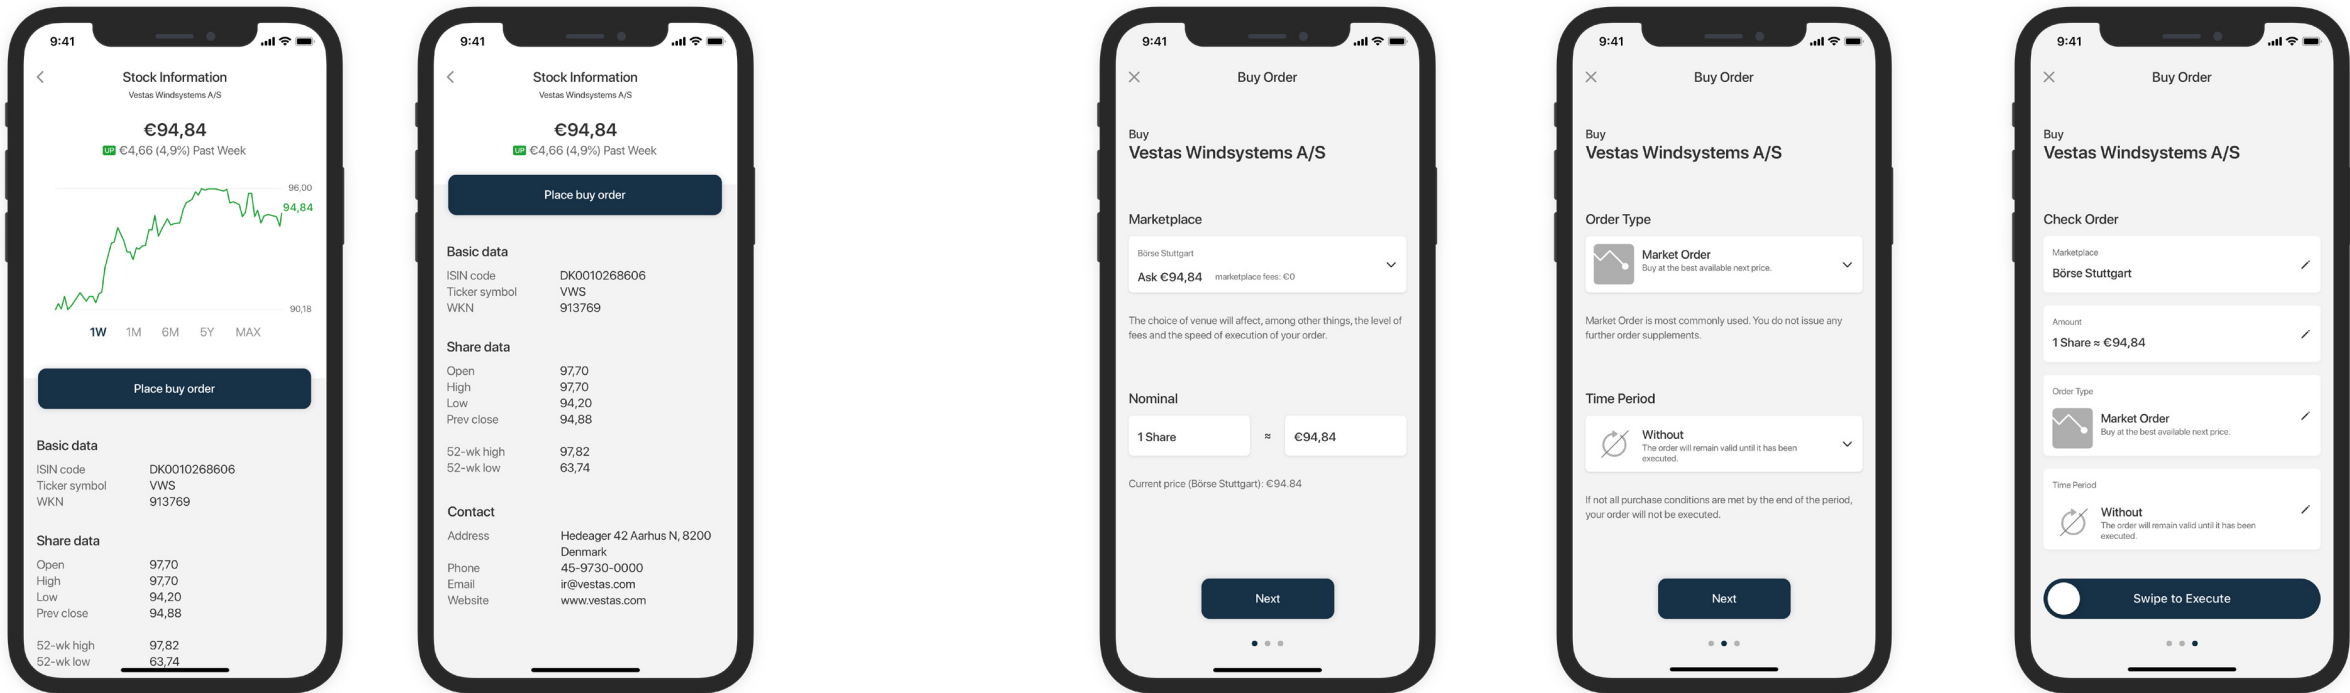 9:41
Stock Information
Vestas Windsystems A/S
€94,84
UP €4,66 (4,9%) Past Week
96,00
94,84
90,18
1W 1M 6M 5Y MAX
Place buy order
Basic data
ISIN code DK0010268606
Ticker symbol VWS
WKN 913769
Share data
Open 97,70
High 97,70
Low 94,20
Prev close 94,88
52-wk high 97,82
52-wk low 63,74
9:41
Stock Information
Vestas Windsystems A/S
€94,84
UP €4,66 (4,9%) Past Week
Place buy order
Basic data
ISIN code DK0010268606
Ticker symbol VWS
WKN 913769
Share data
Open 97,70
High 97,70
Low 94,20
Prev close 94,88
52-wk high 97,82
52-wk low 63,74
Contact
Address Hedeager 42 Aarhus N, 8200
Denmark
Phone 45-9730-0000
Email ir@vestas.com
Website www.vestas.com
9:41
Buy Order
Buy
Vestas Windsystems A/S
Marketplace
Börse Stuttgart
Ask €94,84 marketplace fees: €0
The choice of venue will affect, among other things, the level of
fees and the speed of execution of your order.
Nominal
1 Share ≈ €94,84
Current price (Börse Stuttgart): €94.84
Next
9:41
Buy Order
Buy
Vestas Windsystems A/S
Order Type
Market Order
Buy at the best available next price.
Market Order is most commonly used. You do not issue any
further order supplements.
Time Period
Without
The order will remain valid until it has been
executed.
If not all purchase conditions are met by the end of the period,
your order will not be executed.
Next
9:41
Buy Order
Buy
Vestas Windsystems A/S
Check Order
Marketplace
Börse Stuttgart
Amount
1 Share ≈ €94,84
Order Type
Market Order
Buy at the best available next price.
Time Period
Without
The order will remain valid until it has been
executed.
Swipe to Execute